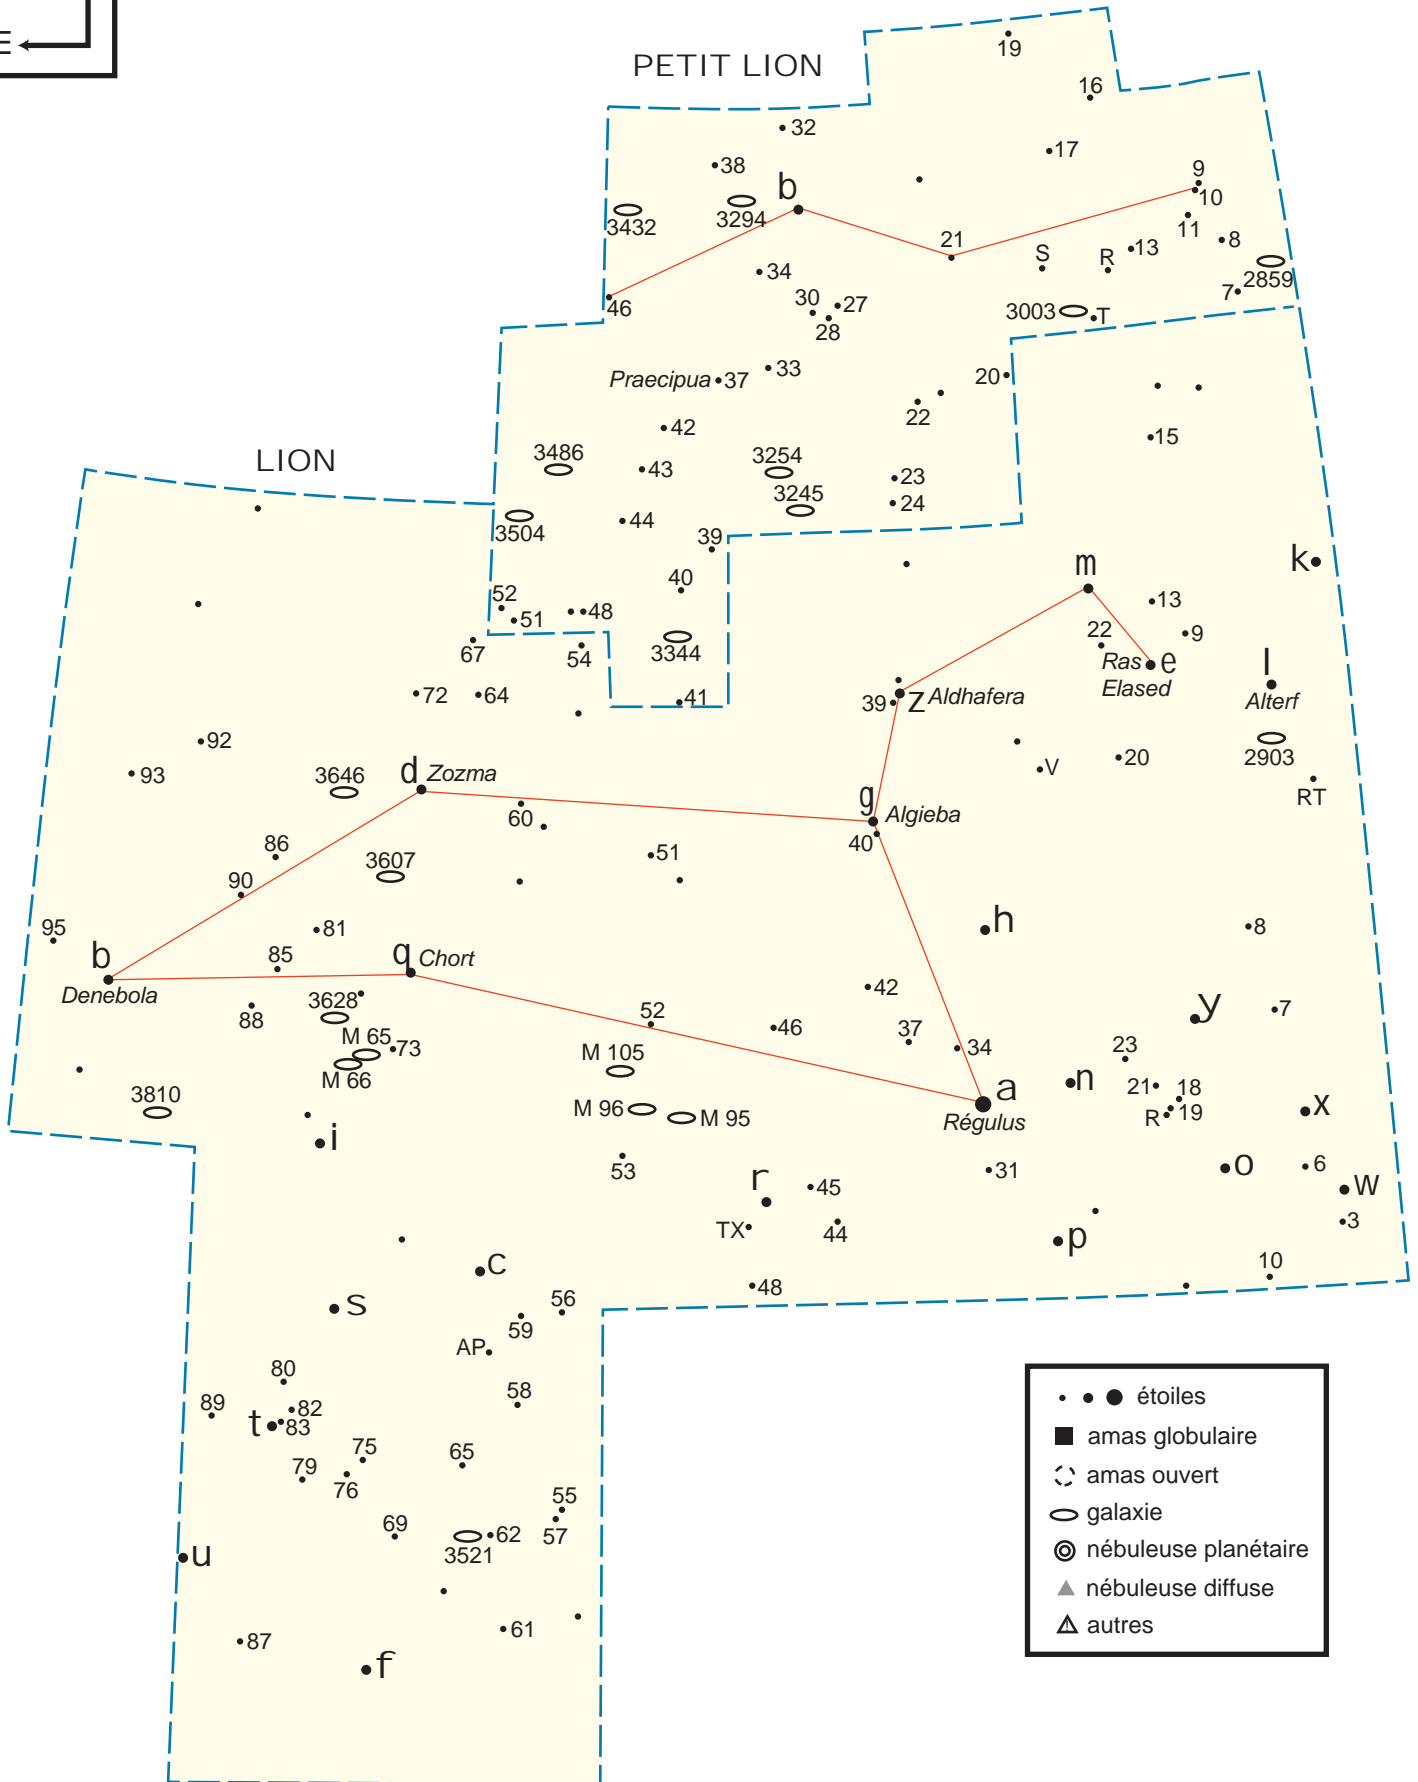 E
PETIT LION
19
16
32
17
38
b
9
10
3432
3294
11
21
S
R
13
8
34
2859
7
46
30
27
28
3003
T
33
Praecipua
37
20
22
42
15
LION
3486
43
3254
23
3245
24
3504
44
39
m
k
40
52
48
13
51
22
9
67
54
3344
Ras
e
Elased
l
72
64
41
39
z
Aldhafera
Alterf
92
V
20
2903
93
3646
d
Zozma
RT
60
g
Algieba
40
86
3607
51
90
95
81
h
8
b
85
q
Chort
Denebola
42
88
3628
52
46
37
y
7
M 65
73
M 105
34
23
M 66
n
3810
a
21
18
M 96
M 95
Régulus
R
19
x
i
53
31
o
6
r
45
w
TX
44
3
p
c
10
48
s
56
59
AP
80
58
89
82
t
83
75
65
79
76
55
69
62
57
3521
u
61
87
f
étoiles
amas globulaire
amas ouvert
galaxie
nébuleuse planétaire
nébuleuse diffuse
autres